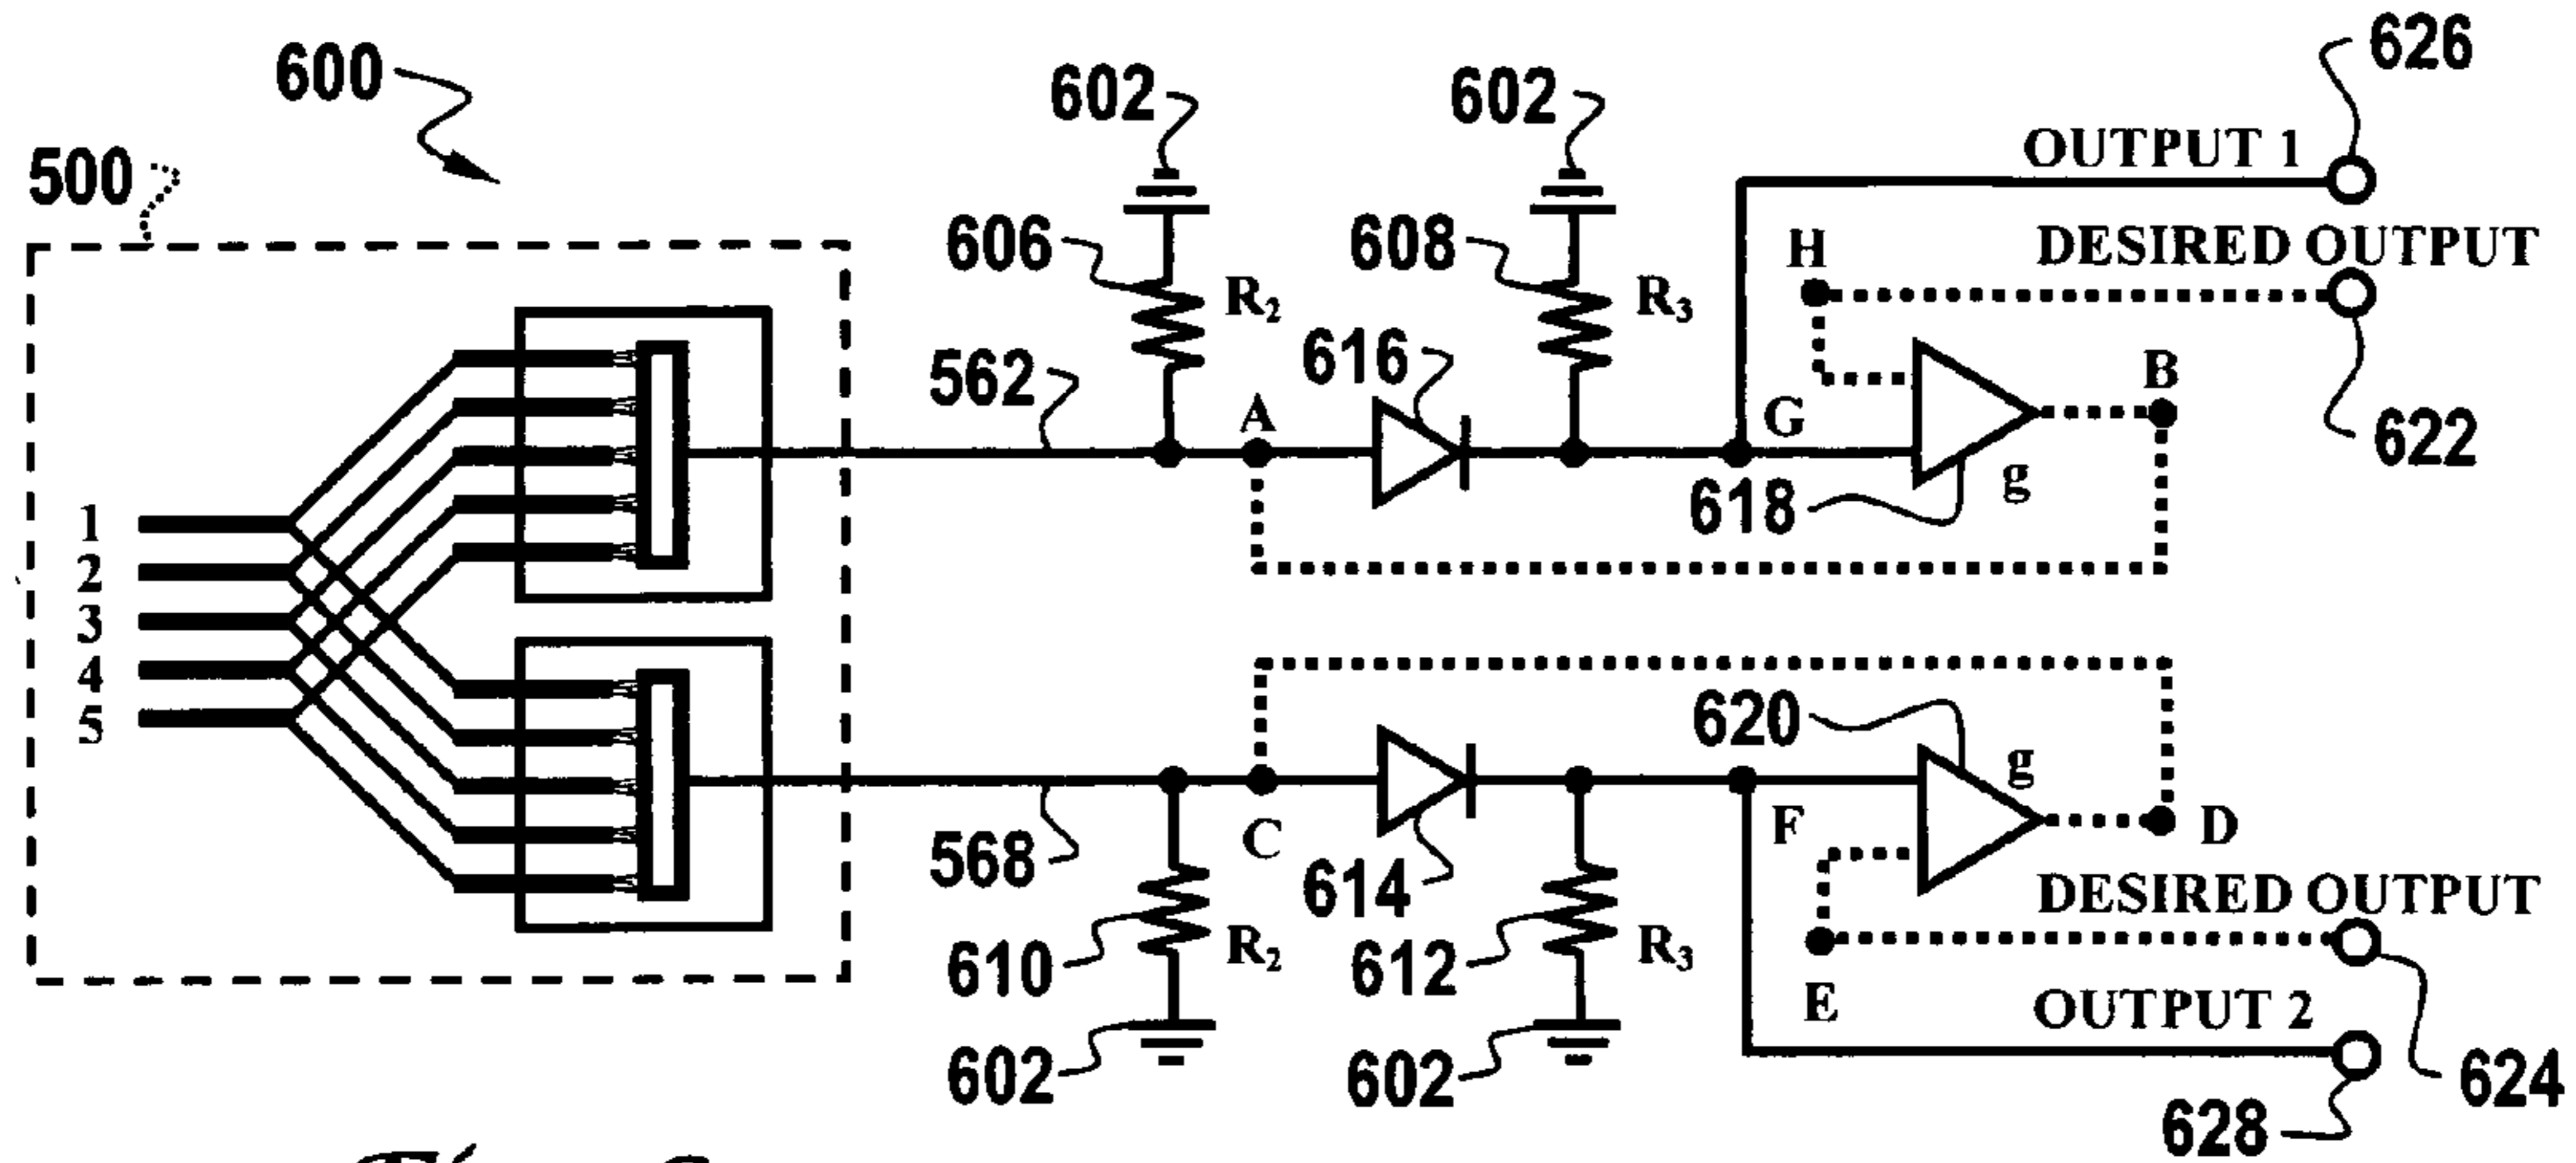 600
602
602
626
500
OUTPUT 1
606
R₂
608
R₃
H
DESIRED OUTPUT
562
A
616
G
B
622
618
g
1
2
3
4
5
620
g
568
C
614
F
D
610
R₂
612
R₃
DESIRED OUTPUT
E
OUTPUT 2
602
602
624
628